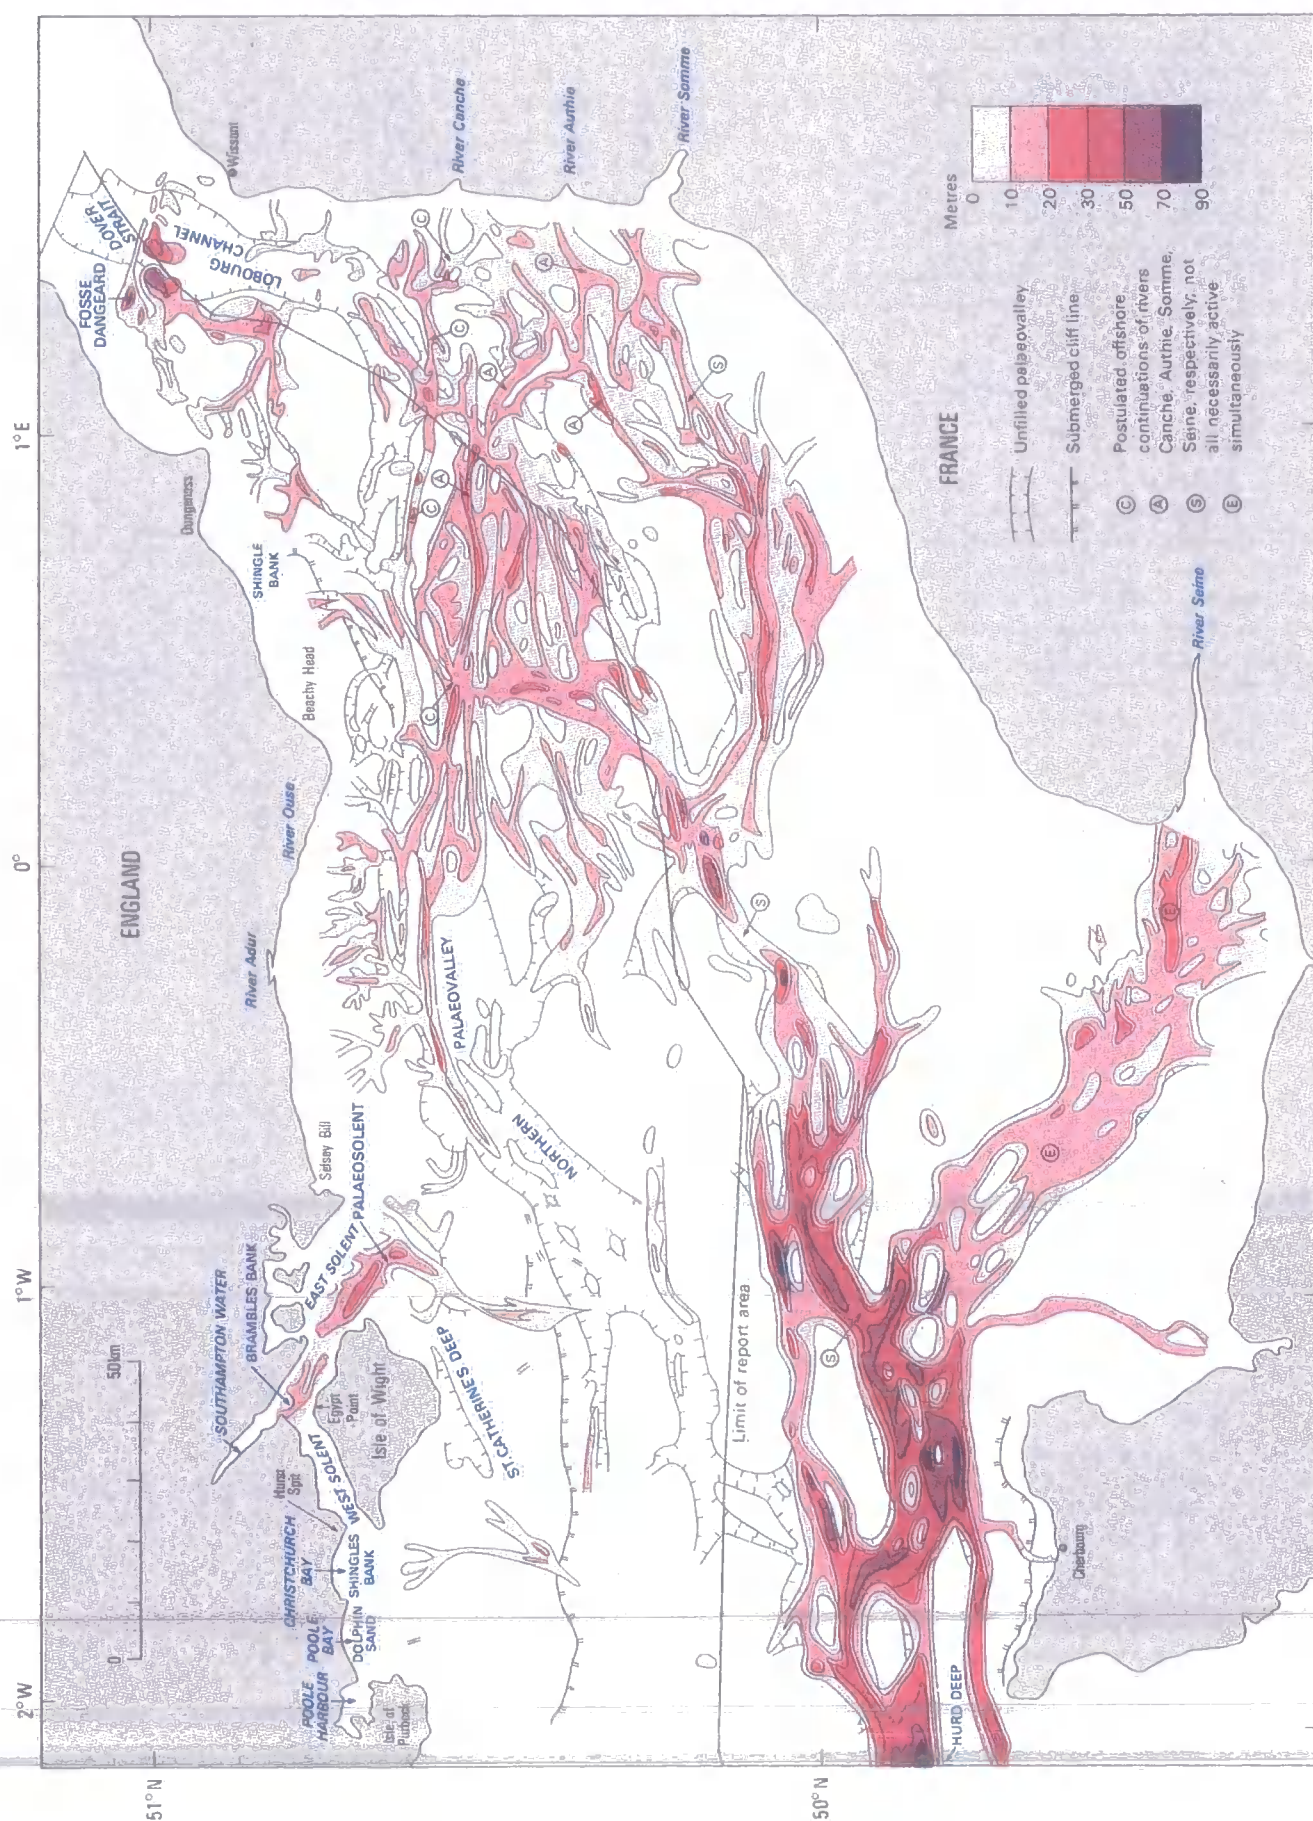 2°W
1°W
0°
1°E
51°N
50°N
0
50km
ENGLAND
SOUTHAMPTON WATER
BRAMBLES BANK
River Adur
River Ouse
Dungeness
SHINGLE
BANK
Beachy Head
Selsey Bill
EAST SOLENT
PALAEOSOLENT
FOSSE
DANGEARD
DOVER
STRAIT
LOBOURG
CHANNEL
Wissant
River Canche
River Authie
River Somme
POOLE
HARBOUR
POOLE
BAY
CHRISTCHURCH
BAY
Hurst
Spit
Isle of
Purbeck
DOLPHIN
SAND
SHINGLES
BANK
WEST SOLENT
Egypt
Point
Isle of Wight
ST.CATHERINE'S DEEP
NORTHERN
PALAEOVALLEY
C
C
C
C
C
A
A
A
A
S
S
S
E
E
Limit of report area
HURD DEEP
Cherbourg
River Seine
FRANCE
Unfilled palaeovalley
Submerged cliff line
C
A
S
E
Postulated offshore
continuations of rivers
Canche, Authie, Somme,
Seine, respectively; not
all necessarily active
simultaneously
Metres
0
10
20
30
50
70
90